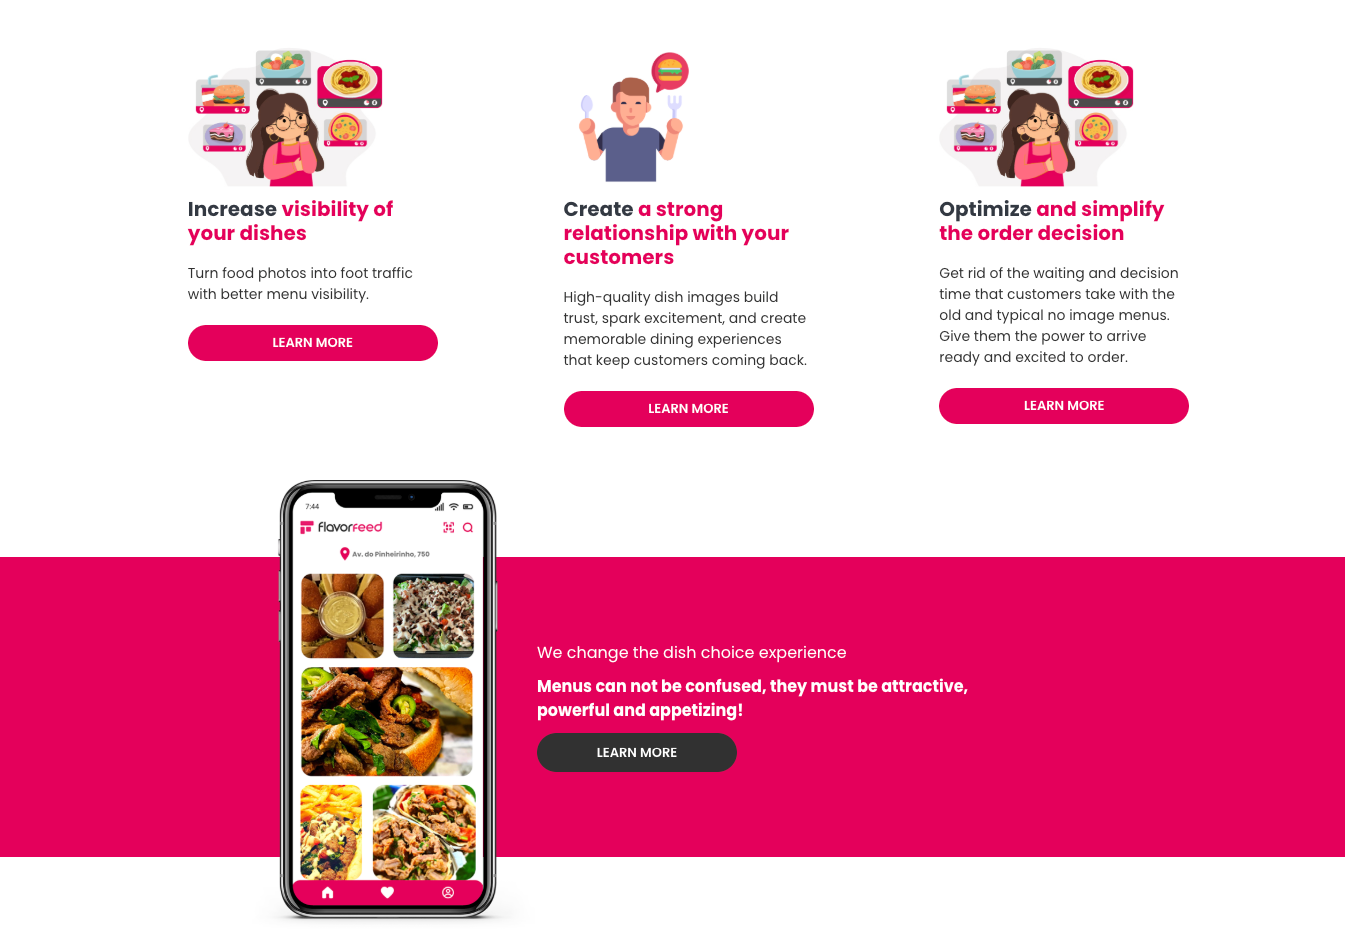 Increase visibility of
your dishes
Turn food photos into foot traffic
with better menu visibility.
LEARN MORE
Create a strong
relationship with your
customers
High-quality dish images build
trust, spark excitement, and create
memorable dining experiences
that keep customers coming back.
LEARN MORE
Optimize and simplify
the order decision
Get rid of the waiting and decision
time that customers take with the
old and typical no image menus.
Give them the power to arrive
ready and excited to order.
LEARN MORE
7:44
flavorfeed
Av. do Pinheirinho, 750
We change the dish choice experience
Menus can not be confused, they must be attractive,
powerful and appetizing!
LEARN MORE